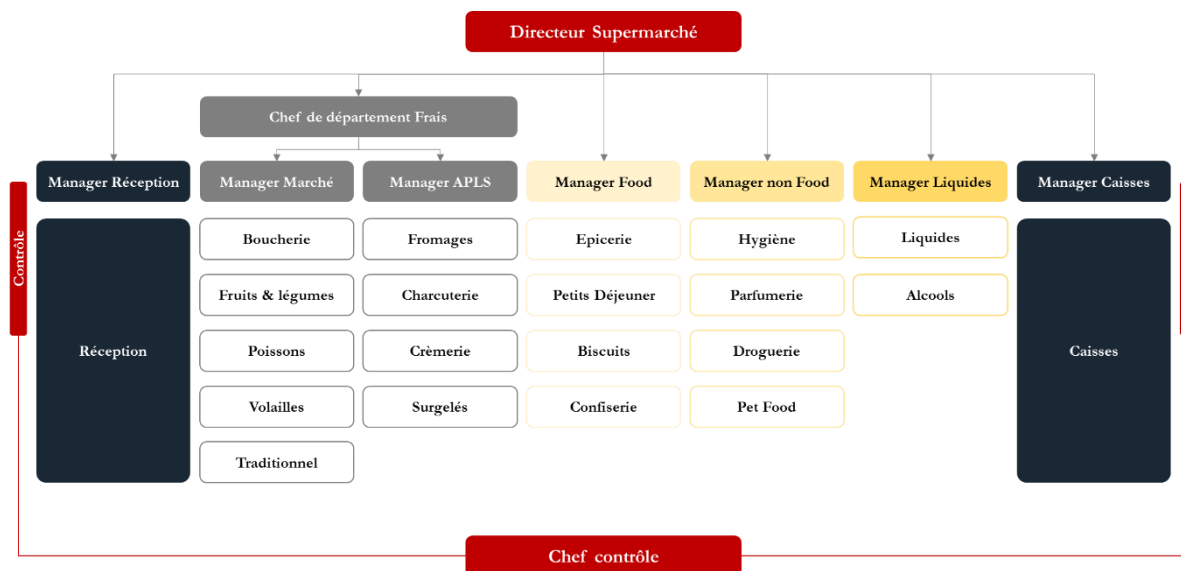 Directeur Supermarché
Chef de département Frais
Manager Réception
Manager Marché
Manager APLS
Manager Food
Manager non Food
Manager Liquides
Manager Caisses
Contrôle
Réception
Boucherie
Fruits & légumes
Poissons
Volailles
Traditionnel
Fromages
Charcuterie
Crèmerie
Surgelés
Epicerie
Petits Déjeuner
Biscuits
Confiserie
Hygiène
Parfumerie
Droguerie
Pet Food
Liquides
Alcools
Caisses
Chef contrôle